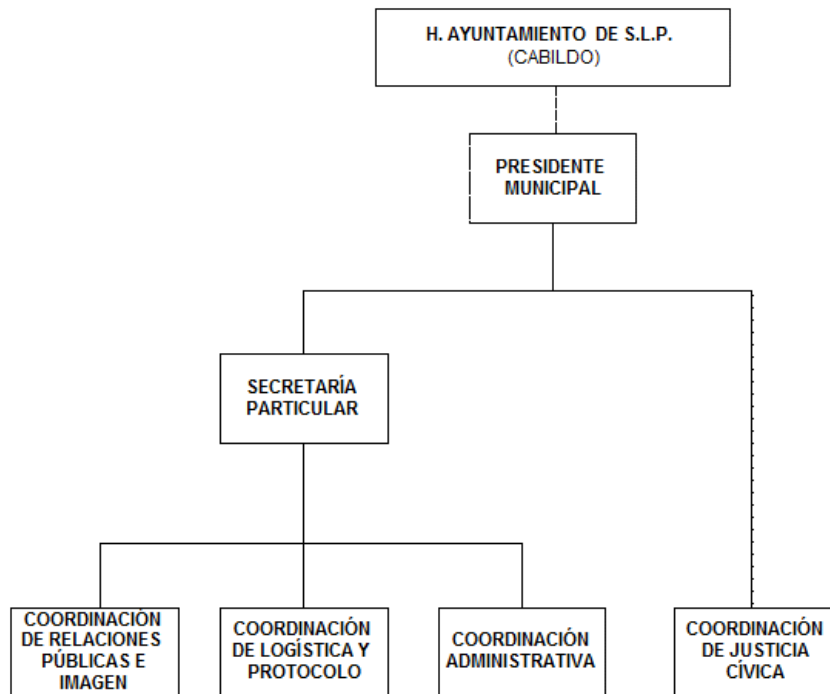 H. AYUNTAMIENTO DE S.L.P.
(CABILDO)
PRESIDENTE
MUNICIPAL
SECRETARÍA
PARTICULAR
COORDINACIÓN
DE RELACIONES
PÚBLICAS E
IMAGEN
COORDINACIÓN
DE LOGÍSTICA Y
PROTOCOLO
COORDINACIÓN
ADMINISTRATIVA
COORDINACIÓN
DE JUSTICIA
CÍVICA